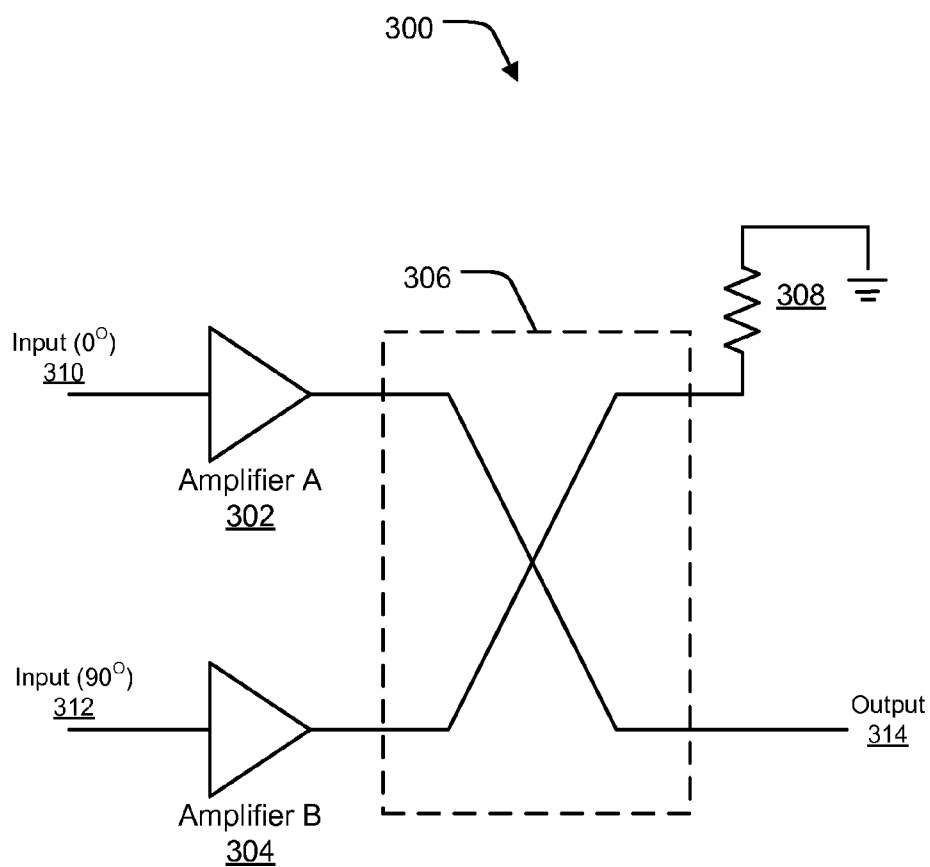 300
306
308
Input (0°)
310
Amplifier A
302
Input (90°)
312
Output
314
Amplifier B
304